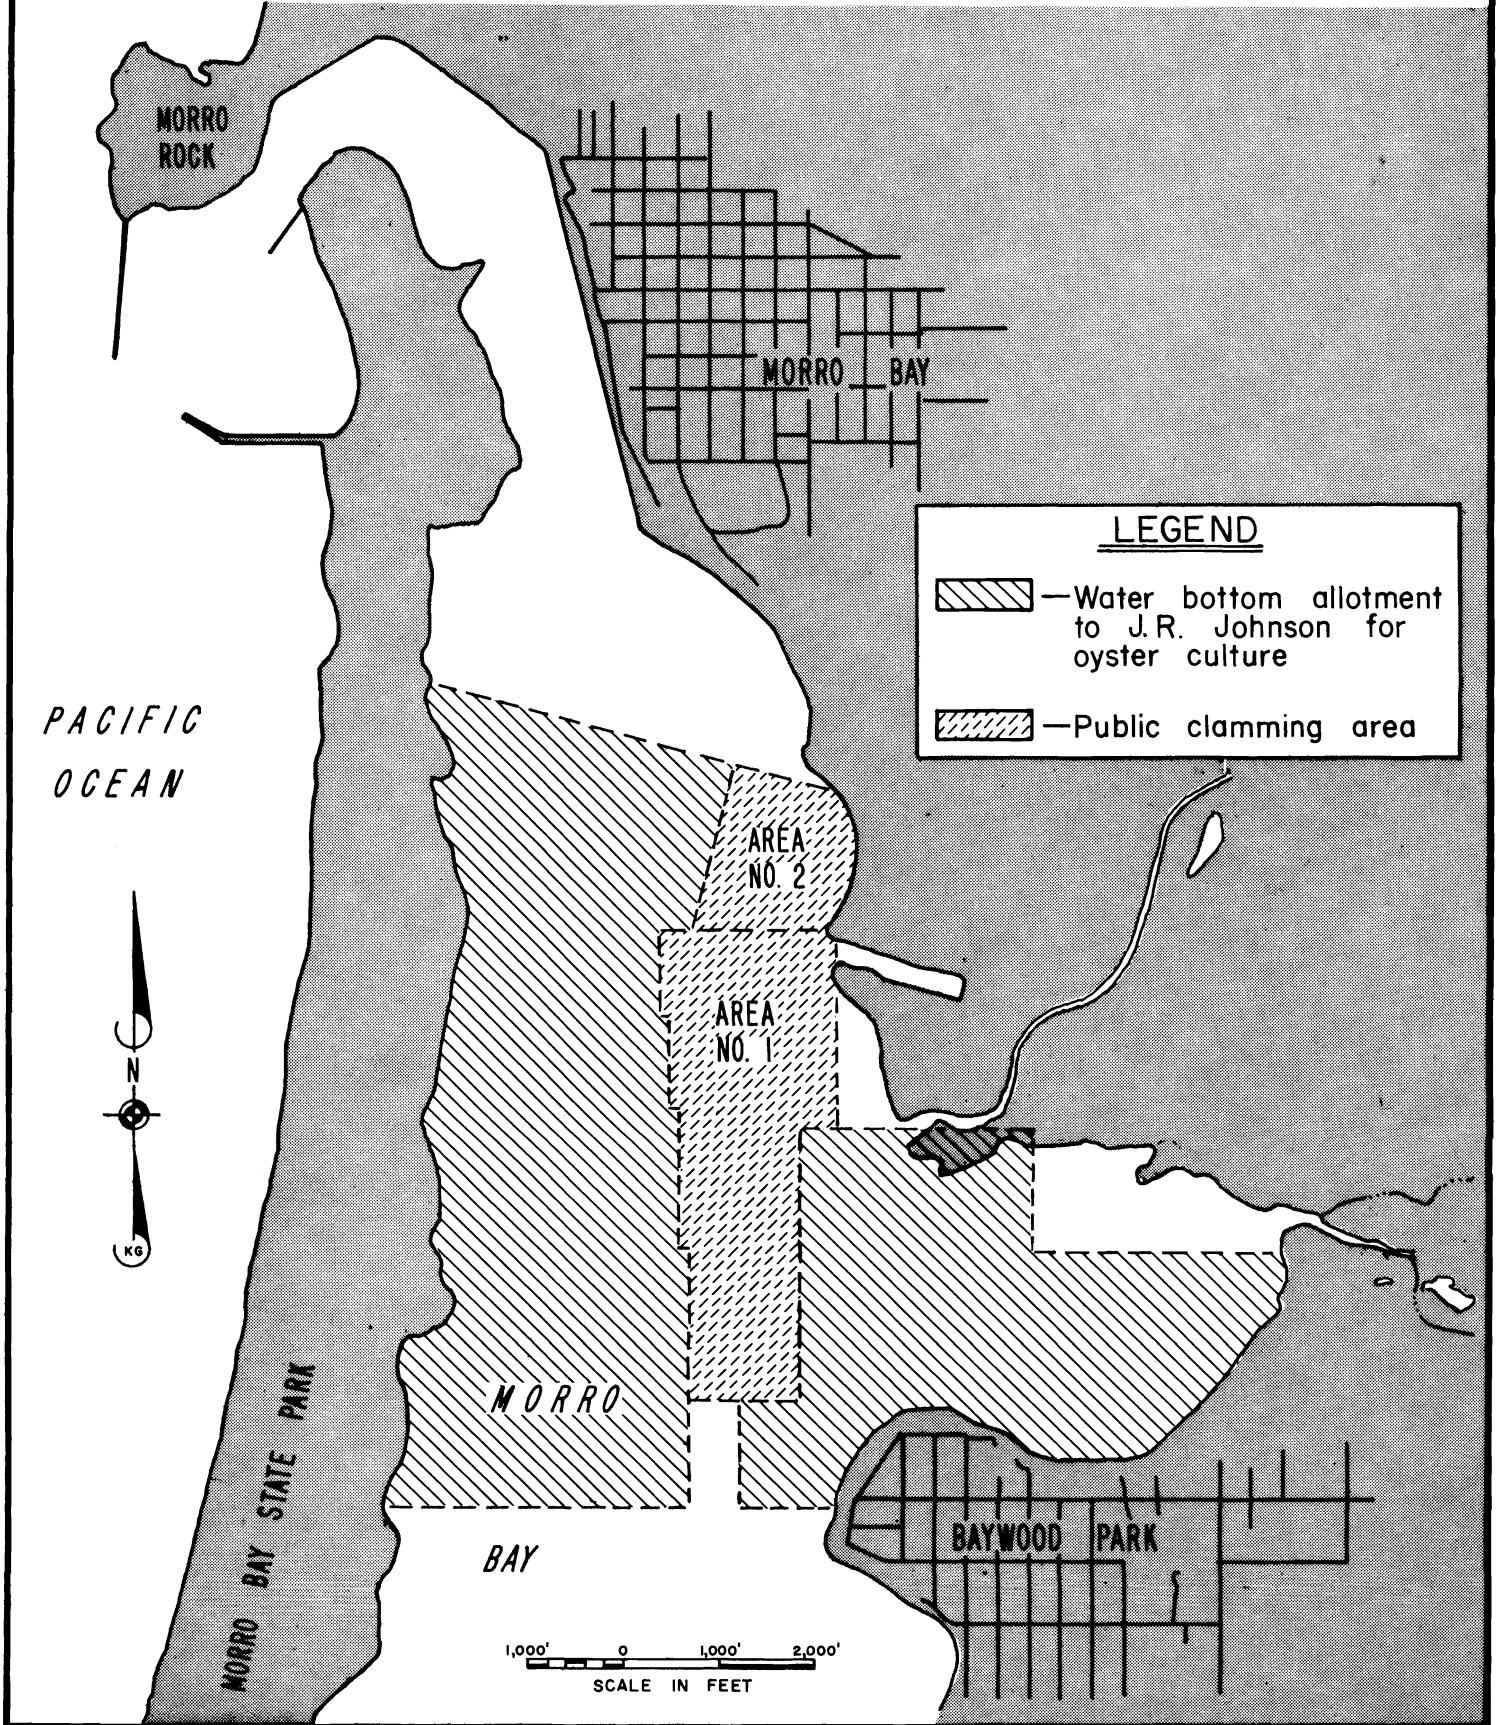 MORRO
ROCK
MORRO BAY
LEGEND
—Water bottom allotment
to J. R. Johnson for
oyster culture
—Public clamming area
PACIFIC
OCEAN
AREA
NO. 2
AREA
NO. 1
N
KG
MORRO
BAY
MORRO BAY STATE PARK
BAYWOOD PARK
1,000' 0 1,000' 2,000'
SCALE IN FEET